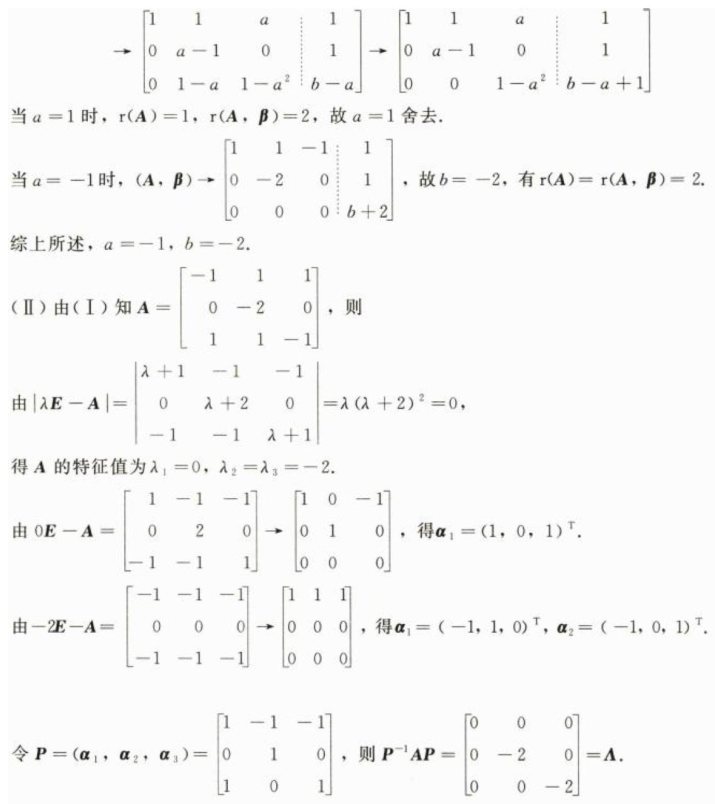 → [1 1 a ⋮ 1; 0 a−1 0 ⋮ 1; 0 1−a 1−a² ⋮ b−a] → [1 1 a ⋮ 1; 0 a−1 0 ⋮ 1; 0 0 1−a² ⋮ b−a+1]
当 a=1 时, r(A)=1, r(A, β)=2, 故 a=1 舍去.
当 a= −1时, (A, β) → [1 1 −1 ⋮ 1; 0 −2 0 ⋮ 1; 0 0 0 ⋮ b+2], 故 b= −2, 有 r(A)= r(A, β)= 2.
综上所述, a=−1, b=−2.
(Ⅱ) 由(Ⅰ) 知 A= [−1 1 1; 0 −2 0; 1 1 −1], 则
由 |λE−A|= |λ+1 −1 −1; 0 λ+2 0; −1 −1 λ+1| =λ(λ+2)²=0,
得 A 的特征值为 λ₁=0, λ₂=λ₃=−2.
由 0E−A= [1 −1 −1; 0 2 0; −1 −1 1] → [1 0 −1; 0 1 0; 0 0 0], 得α₁=(1, 0, 1)ᵀ.
由−2E−A= [−1 −1 −1; 0 0 0; −1 −1 −1] → [1 1 1; 0 0 0; 0 0 0], 得α₁=(−1, 1, 0)ᵀ, α₂=(−1, 0, 1)ᵀ.
令 P=(α₁, α₂, α₃)= [1 −1 −1; 0 1 0; 1 0 1], 则 P⁻¹AP= [0 0 0; 0 −2 0; 0 0 −2] =Λ.